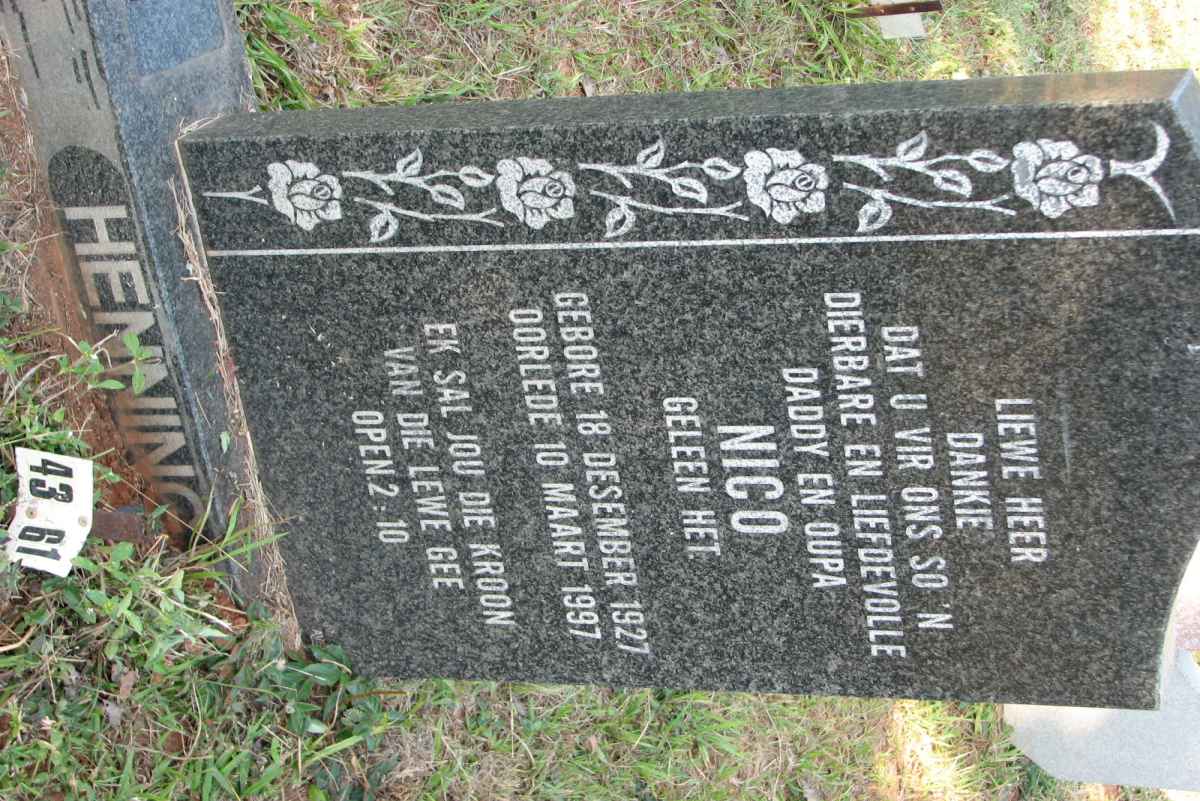 LIEWE HEER
DANKIE
DAT U VIR ONS SO 'N
DIERBARE EN LIEFDEVOLLE
DADDY EN OUPA
NICO
GELEEN HET
GEBORE 18 DESEMBER 1927
OORLEDE 10 MAART 1997
EK SAL JOU DIE KROON
VAN DIE LEWE GEE
OPEN 2:10
HENNING
43 61